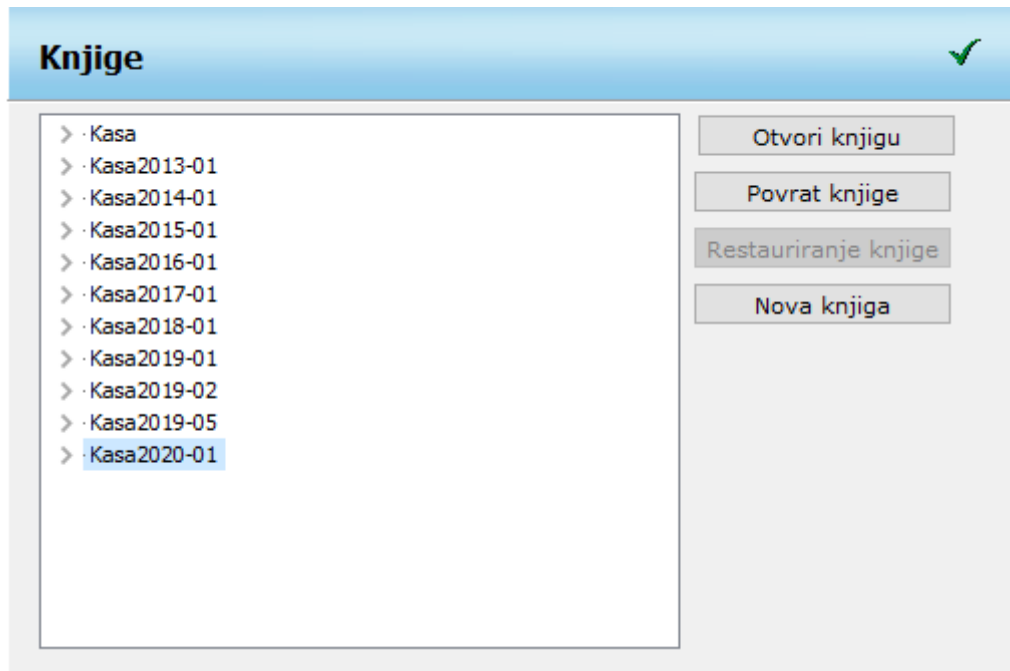 Knjige
Kasa
Kasa2013-01
Kasa2014-01
Kasa2015-01
Kasa2016-01
Kasa2017-01
Kasa2018-01
Kasa2019-01
Kasa2019-02
Kasa2019-05
Kasa2020-01
Otvori knjigu
Povrat knjige
Restauriranje knjige
Nova knjiga